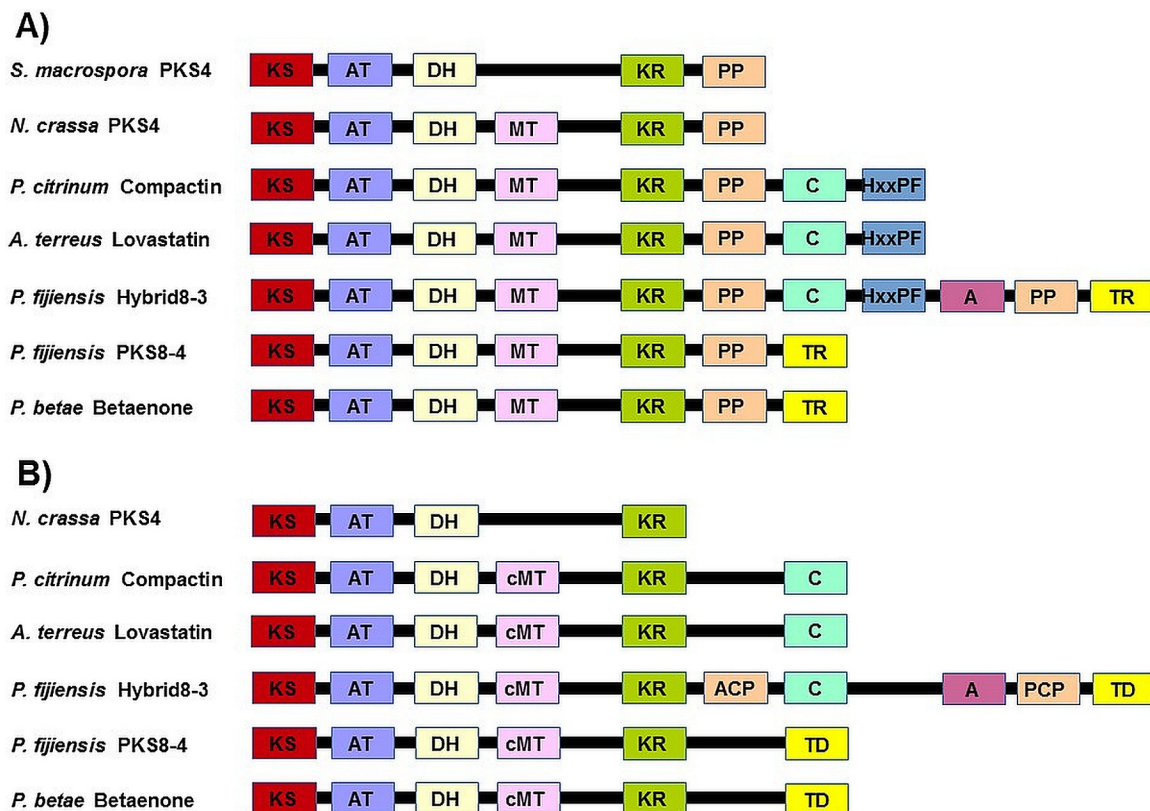 A)
S. macrospora PKS4 KS AT DH KR PP
N. crassa PKS4 KS AT DH MT KR PP
P. citrinum Compactin KS AT DH MT KR PP C HxxPF
A. terreus Lovastatin KS AT DH MT KR PP C HxxPF
P. fijiensis Hybrid8-3 KS AT DH MT KR PP C HxxPF A PP TR
P. fijiensis PKS8-4 KS AT DH MT KR PP TR
P. betae Betaenone KS AT DH MT KR PP TR
B)
N. crassa PKS4 KS AT DH KR
P. citrinum Compactin KS AT DH cMT KR C
A. terreus Lovastatin KS AT DH cMT KR C
P. fijiensis Hybrid8-3 KS AT DH cMT KR ACP C A PCP TD
P. fijiensis PKS8-4 KS AT DH cMT KR TD
P. betae Betaenone KS AT DH cMT KR TD